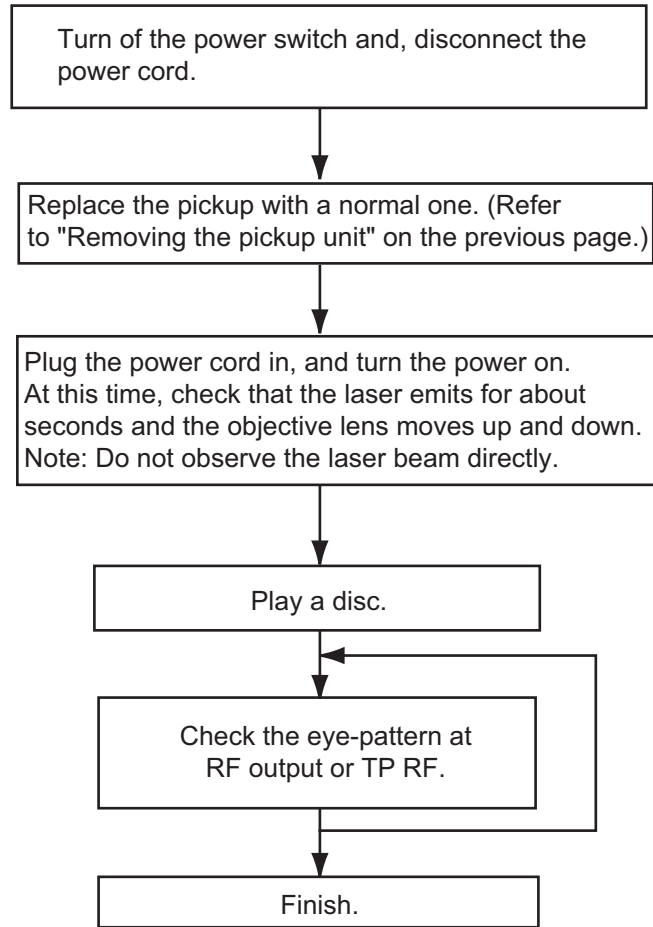 Turn of the power switch and, disconnect the
power cord.
Replace the pickup with a normal one. (Refer
to "Removing the pickup unit" on the previous page.)
Plug the power cord in, and turn the power on.
At this time, check that the laser emits for about
seconds and the objective lens moves up and down.
Note: Do not observe the laser beam directly.
Play a disc.
Check the eye-pattern at
RF output or TP RF.
Finish.